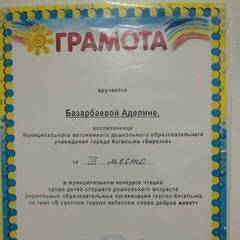 ГРАМОТА
вручается
Базарбаевой Аделине,
воспитаннице
Муниципального автономного дошкольного образовательного
учреждения города Когалыма «Березка»
за III место
в муниципальном конкурсе чтецов
среди детей старшего дошкольного возраста
дошкольных образовательных организаций города Когалыма
по теме «В светлом тереме небесном слово доброе живет»